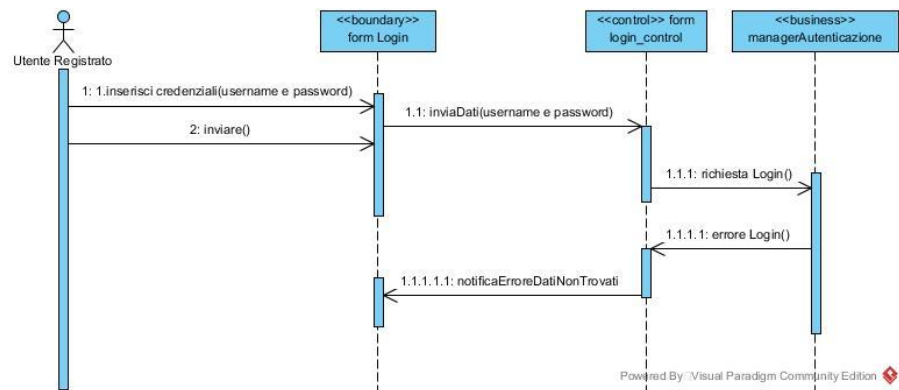 <<boundary>>
form Login
<<control>> form
login_control
<<business>>
managerAutenticazione
Utente Registrato
1: 1.inserisci credenziali(username e password)
1.1: inviaDati(username e password)
2: inviare()
1.1.1: richiesta Login()
1.1.1.1: errore Login()
1.1.1.1.1: notificaErroreDatiNonTrovati
Powered By Visual Paradigm Community Edition